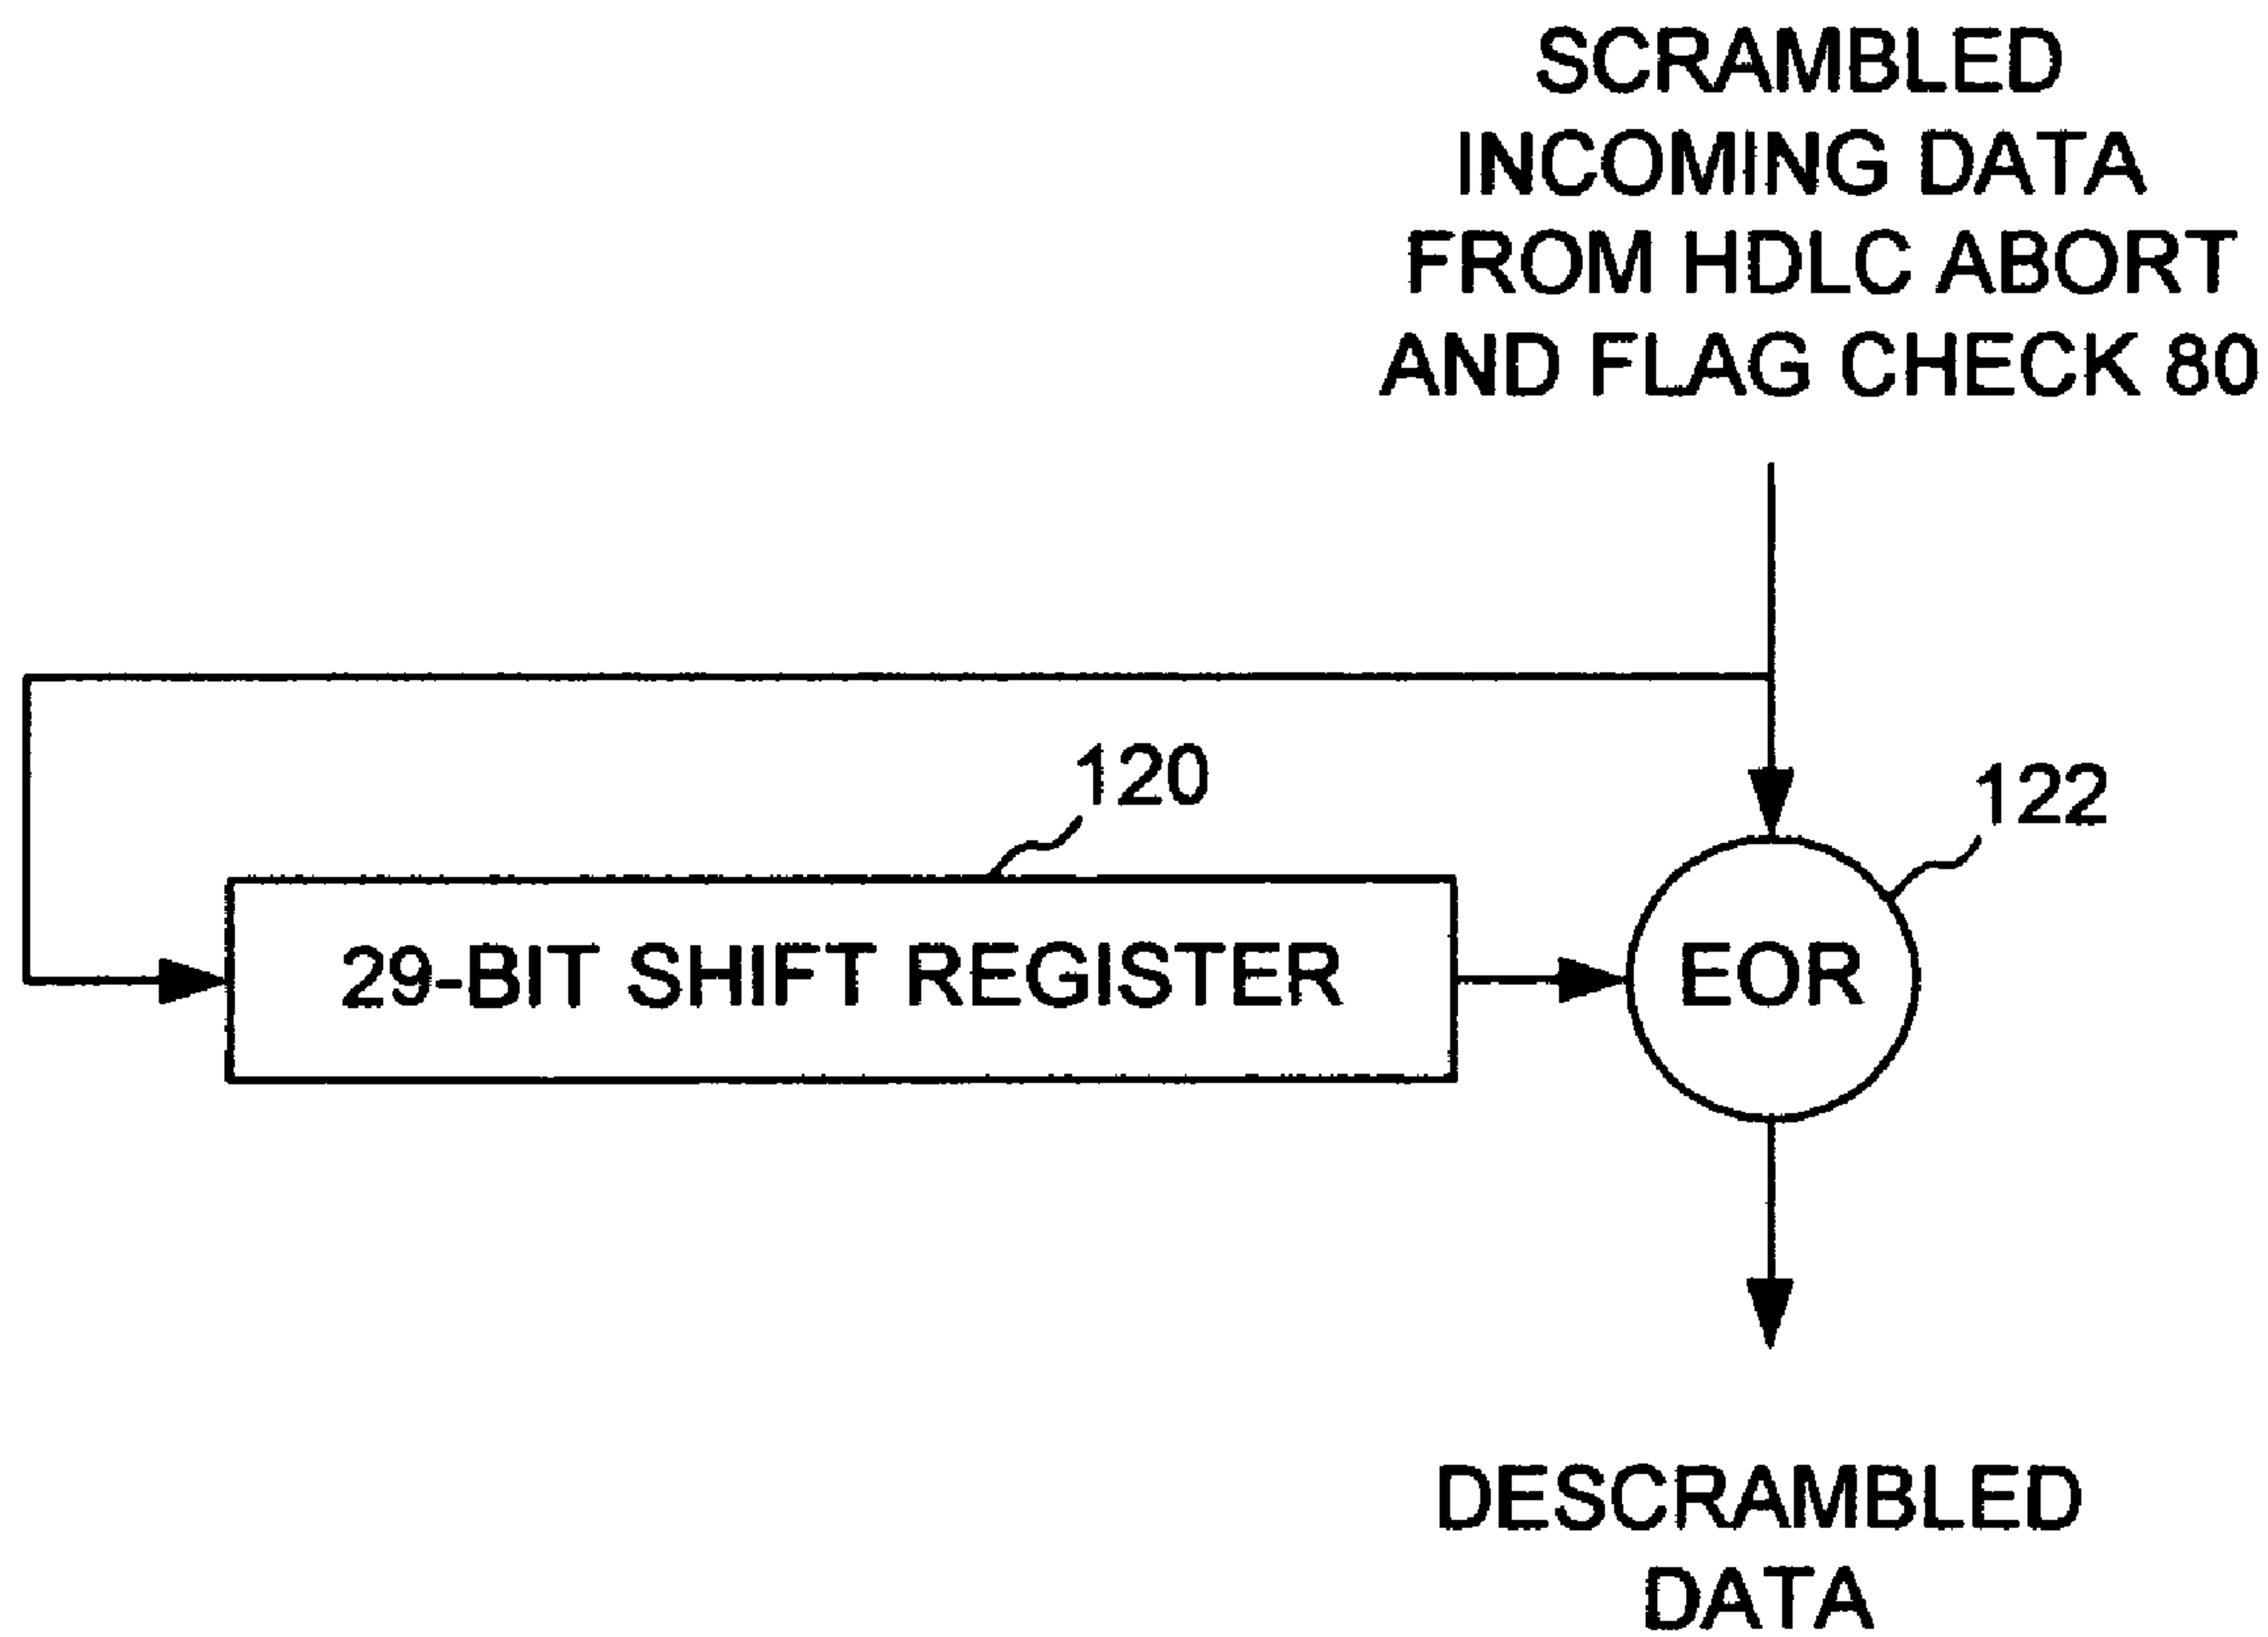 SCRAMBLED
INCOMING DATA
FROM HDLC ABORT
AND FLAG CHECK 80
120
122
29-BIT SHIFT REGISTER
EOR
DESCRAMBLED
DATA